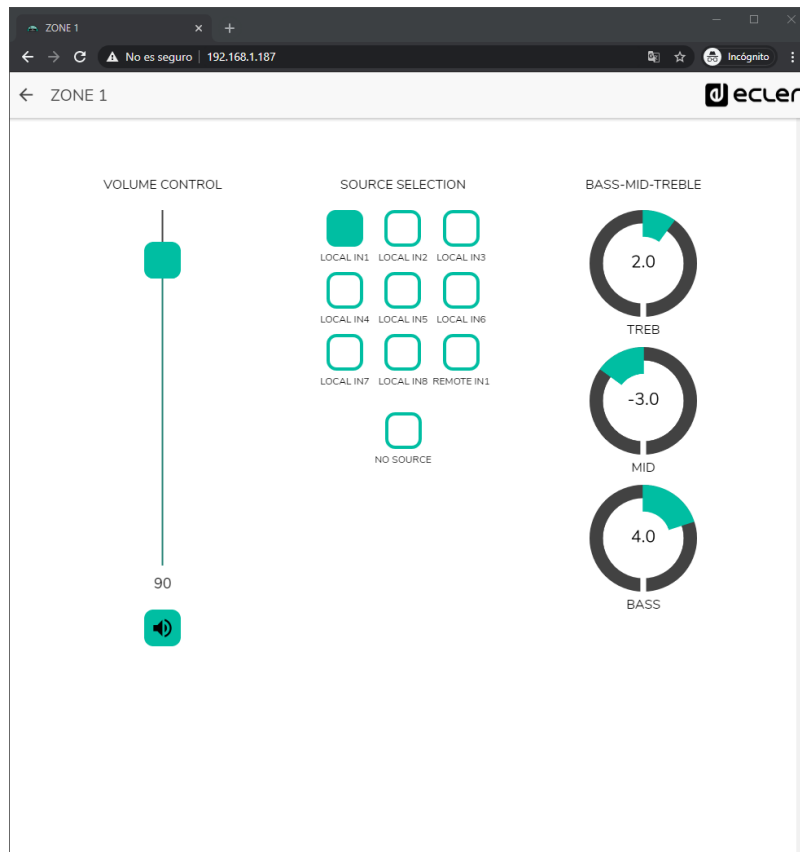 ZONE 1
No es seguro | 192.168.1.187
Incógnito
ZONE 1
ecler
VOLUME CONTROL
90
SOURCE SELECTION
LOCAL IN1 LOCAL IN2 LOCAL IN3
LOCAL IN4 LOCAL IN5 LOCAL IN6
LOCAL IN7 LOCAL IN8 REMOTE IN1
NO SOURCE
BASS-MID-TREBLE
2.0
TREB
-3.0
MID
4.0
BASS